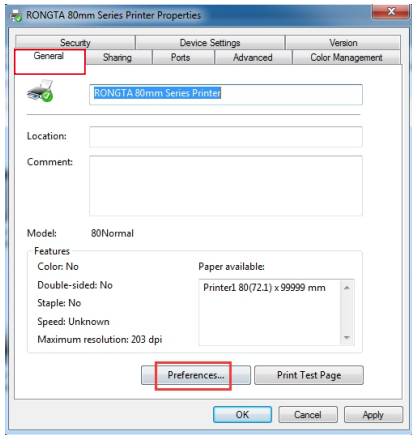 RONGTA 80mm Series Printer Properties
Security Device Settings Version
General Sharing Ports Advanced Color Management
RONGTA 80mm Series Printer
Location:
Comment:
Model: 80Normal
Features
Color: No Paper available:
Double-sided: No Printer1 80(72.1) x 99999 mm
Staple: No
Speed: Unknown
Maximum resolution: 203 dpi
Preferences... Print Test Page
OK Cancel Apply